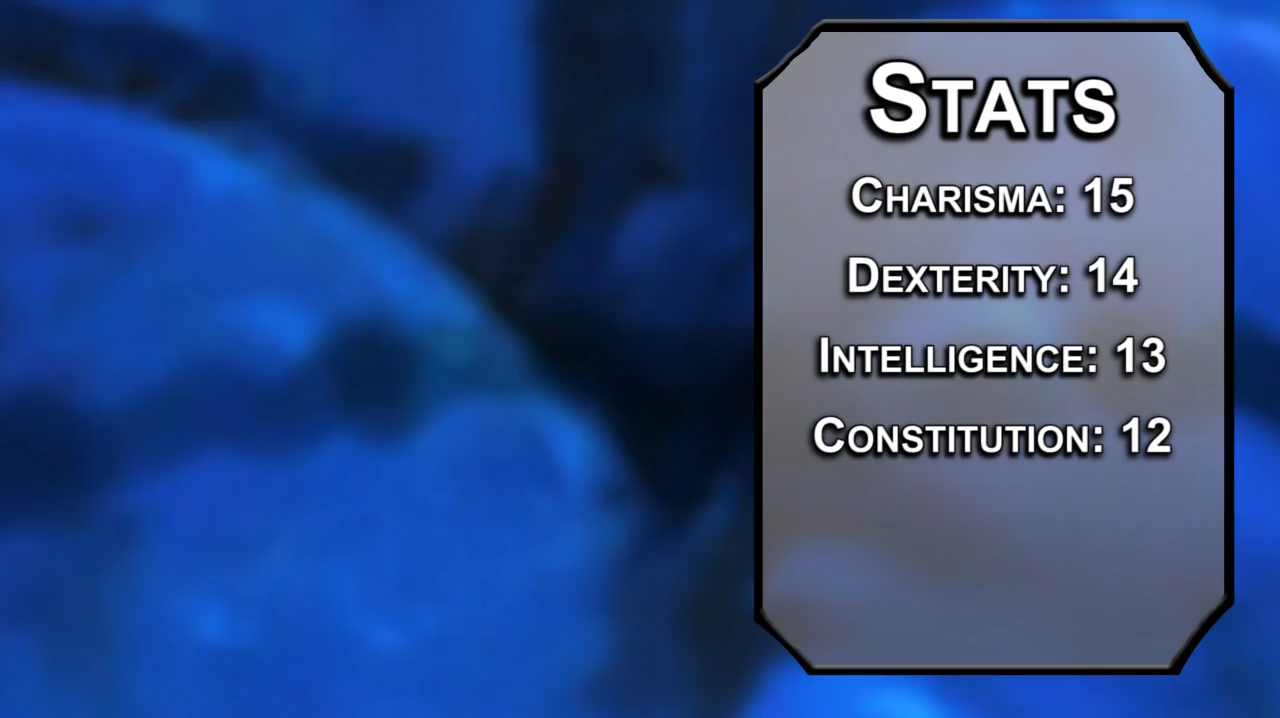 Stats
Charisma: 15
Dexterity: 14
Intelligence: 13
Constitution: 12